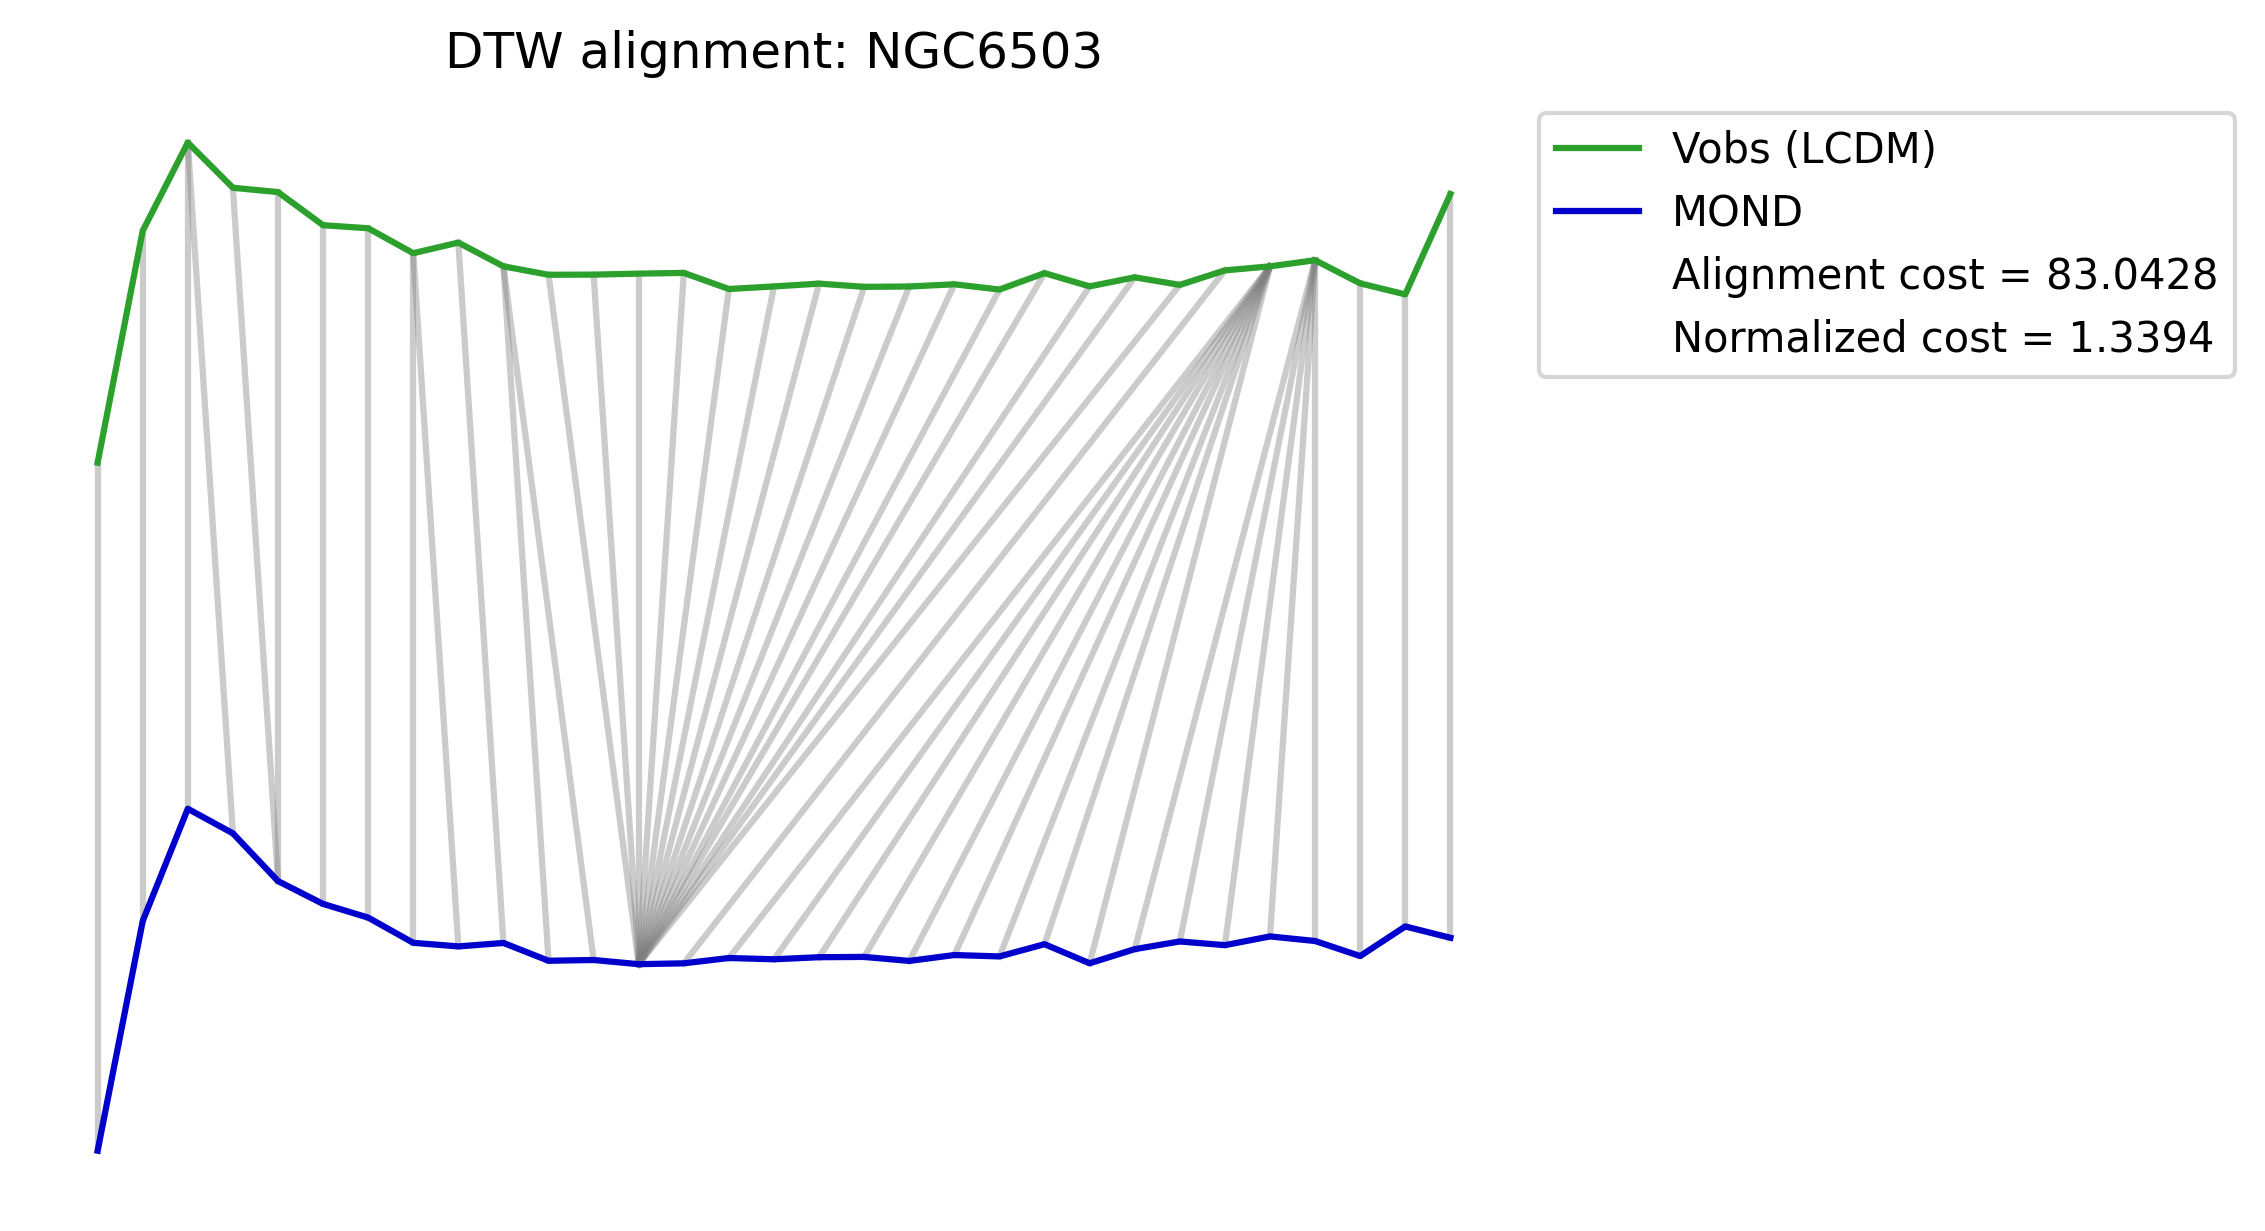 DTW alignment: NGC6503
Vobs (LCDM)
MOND
Alignment cost = 83.0428
Normalized cost = 1.3394